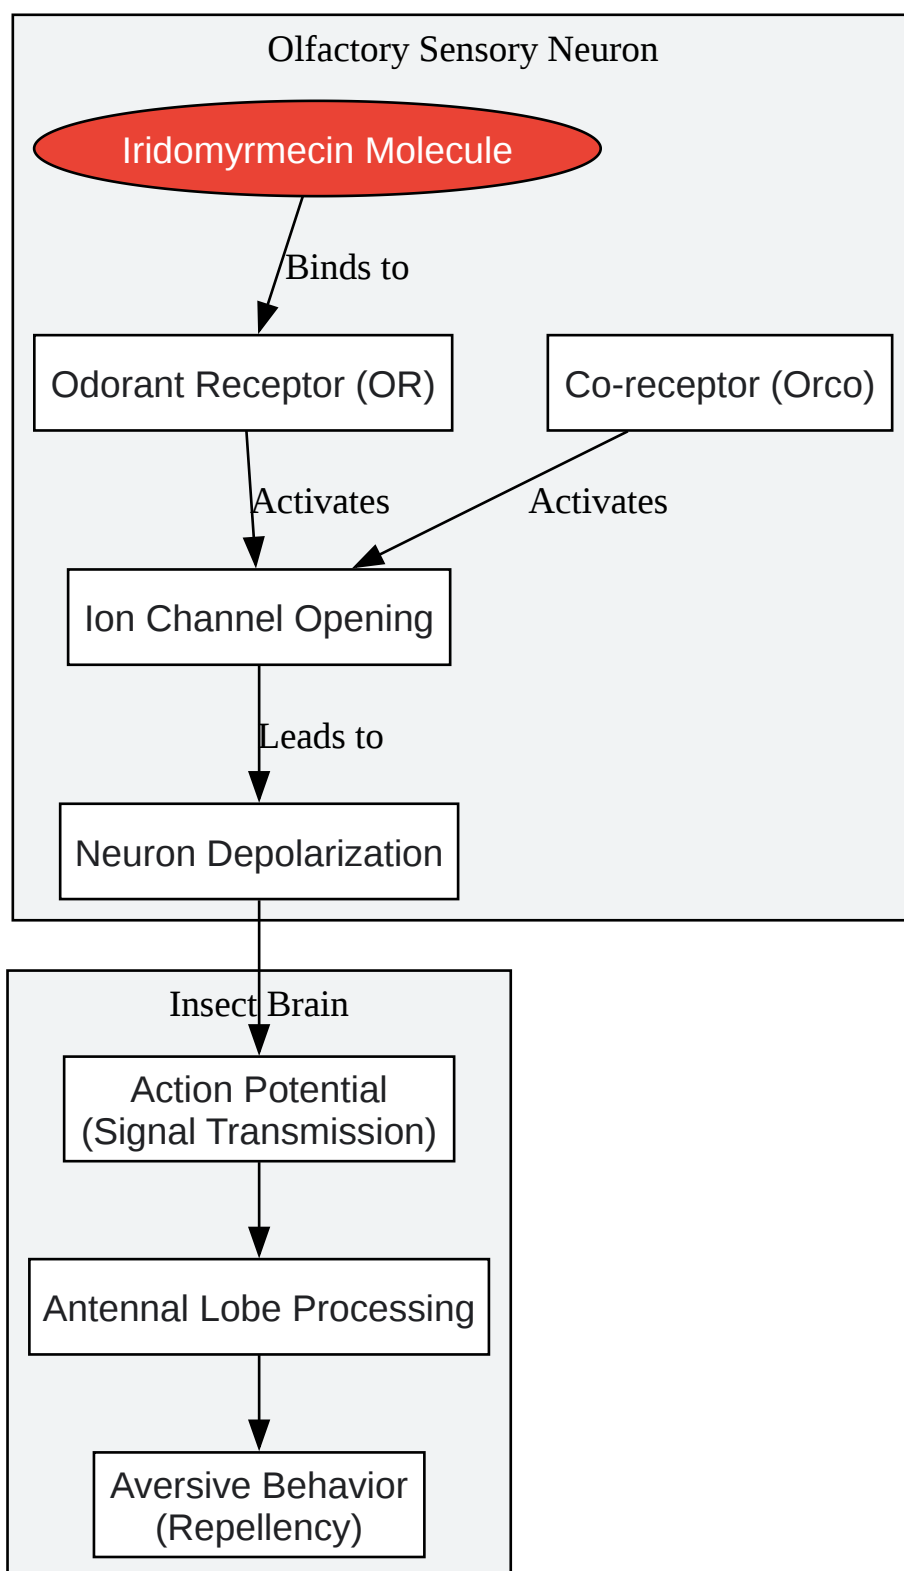 Olfactory Sensory Neuron
Iridomyrmecin Molecule
Binds to
Odorant Receptor (OR)
Co-receptor (Orco)
Activates
Activates
Ion Channel Opening
Leads to
Neuron Depolarization
Insect Brain
Action Potential
(Signal Transmission)
Antennal Lobe Processing
Aversive Behavior
(Repellency)